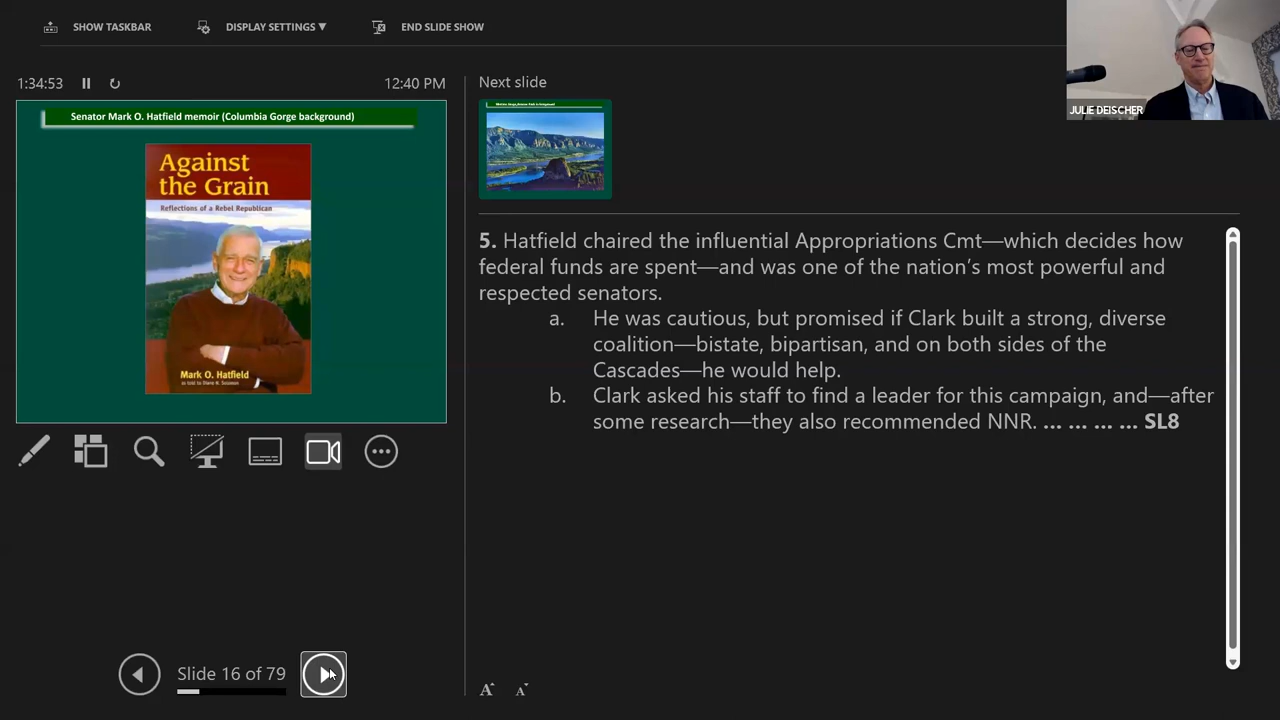 SHOW TASKBAR
DISPLAY SETTINGS ▼
END SLIDE SHOW
JULIE DEISCHER
1:34:53
12:40 PM
Senator Mark O. Hatfield memoir (Columbia Gorge background)
Against
the Grain
Reflections of a Rebel Republican
Mark O. Hatfield
as told to Diane N. Solomon
Next slide
5. Hatfield chaired the influential Appropriations Cmt—which decides how
federal funds are spent—and was one of the nation's most powerful and
respected senators.
a. He was cautious, but promised if Clark built a strong, diverse
coalition—bistate, bipartisan, and on both sides of the
Cascades—he would help.
b. Clark asked his staff to find a leader for this campaign, and—after
some research—they also recommended NNR. ... ... ... ... SL8
Slide 16 of 79
A A